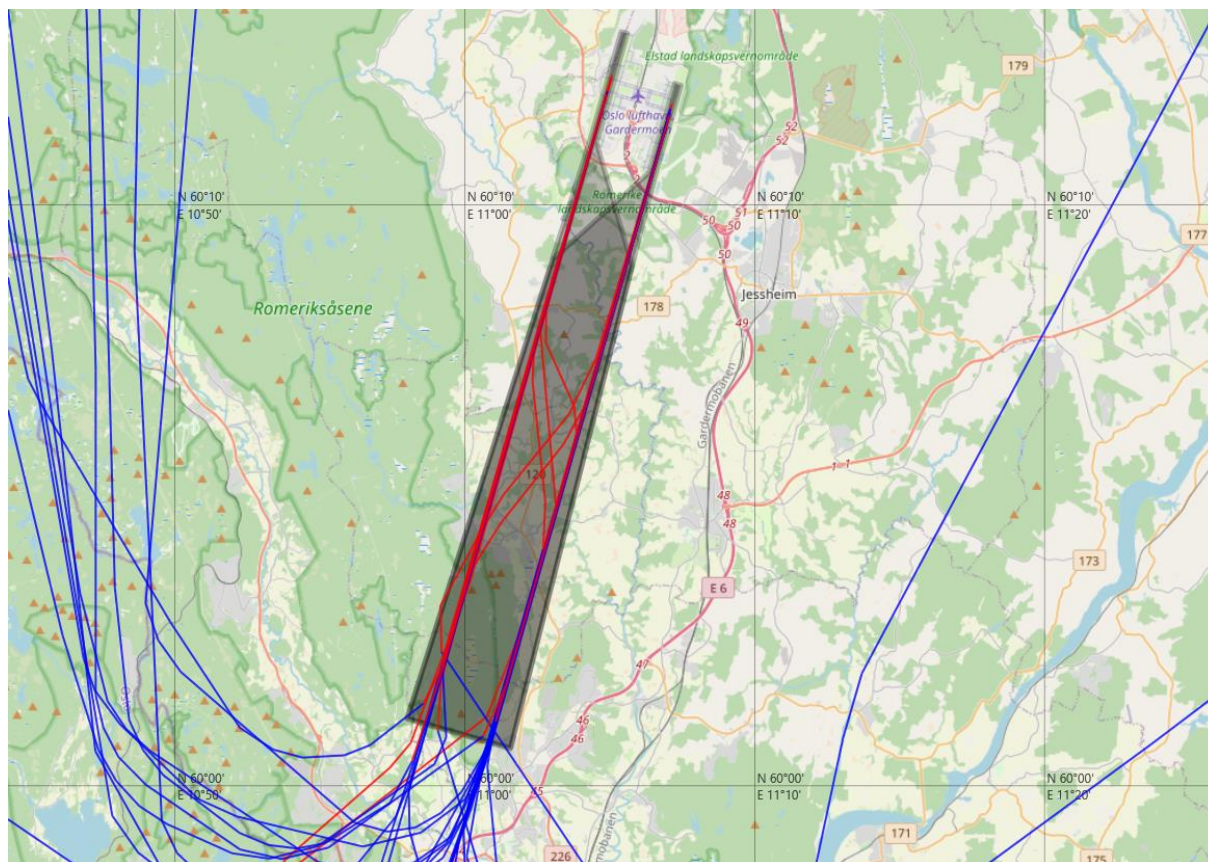 Elstad landskapsvernområde
179
Oslo lufthavn,
Gardermoen
52
52
2
N 60°10'
E 10°50'
N 60°10'
E 11°00'
Romerike
landskapsvernområde
N 60°10'
E 11°10'
N 60°10'
E 11°20'
51
50
50
50
177
Jessheim
178
Romeriksåsene
49
Gardermobanen
120
1
1
48
48
173
E 6
47
46
46
N 60°00'
E 10°50'
N 60°00'
E 11°00'
N 60°00'
E 11°10'
N 60°00'
E 11°20'
45
171
226
175